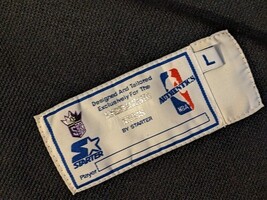 Designed And Tailored
Exclusively For The
BY STARTER
STARTER
Player
AUTHENTICS
NBA
L